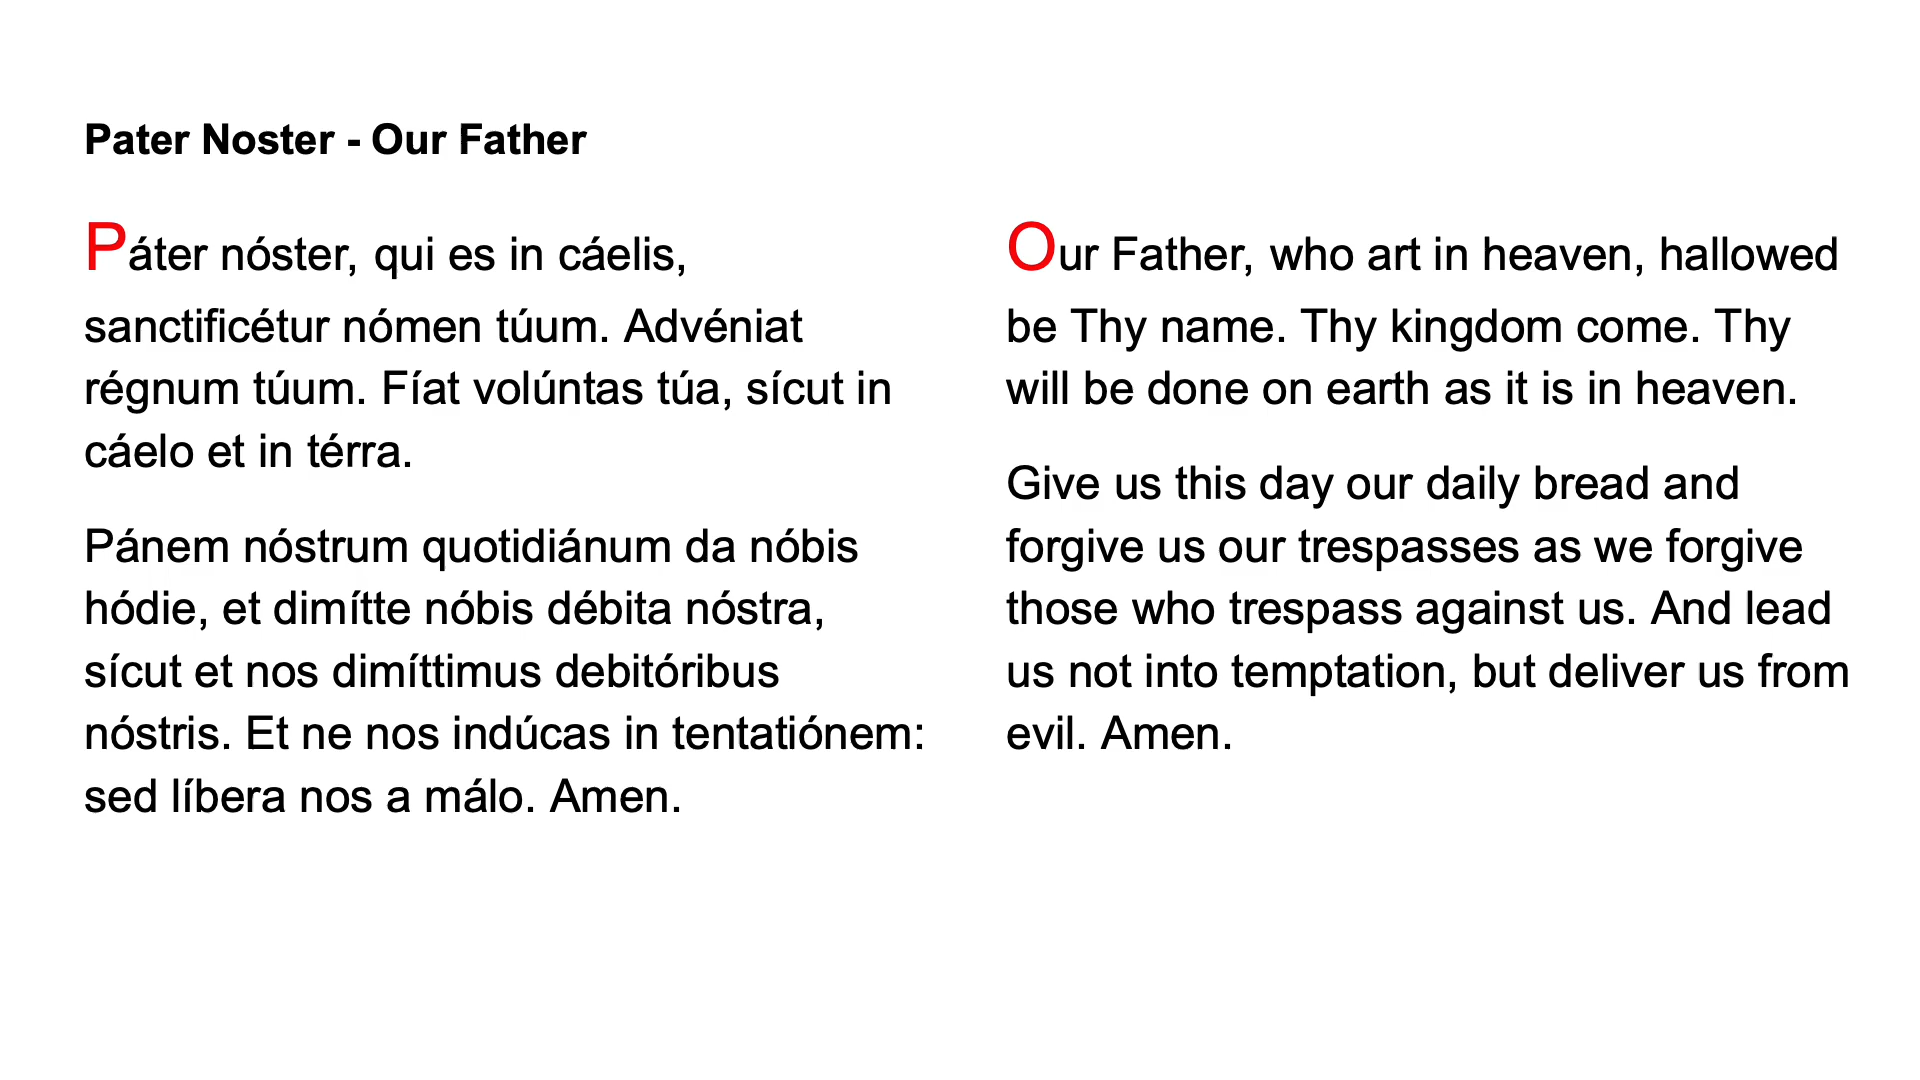 Pater Noster - Our Father
Páter nóster, qui es in cáelis,
sanctificétur nómen túum. Advéniat
régnum túum. Fíat volúntas túa, sícut in
cáelo et in térra.
Pánem nóstrum quotidiánum da nóbis
hódie, et dimítte nóbis débita nóstra,
sícut et nos dimíttimus debitóribus
nóstris. Et ne nos indúcas in tentatiónem:
sed líbera nos a málo. Amen.
Our Father, who art in heaven, hallowed
be Thy name. Thy kingdom come. Thy
will be done on earth as it is in heaven.
Give us this day our daily bread and
forgive us our trespasses as we forgive
those who trespass against us. And lead
us not into temptation, but deliver us from
evil. Amen.